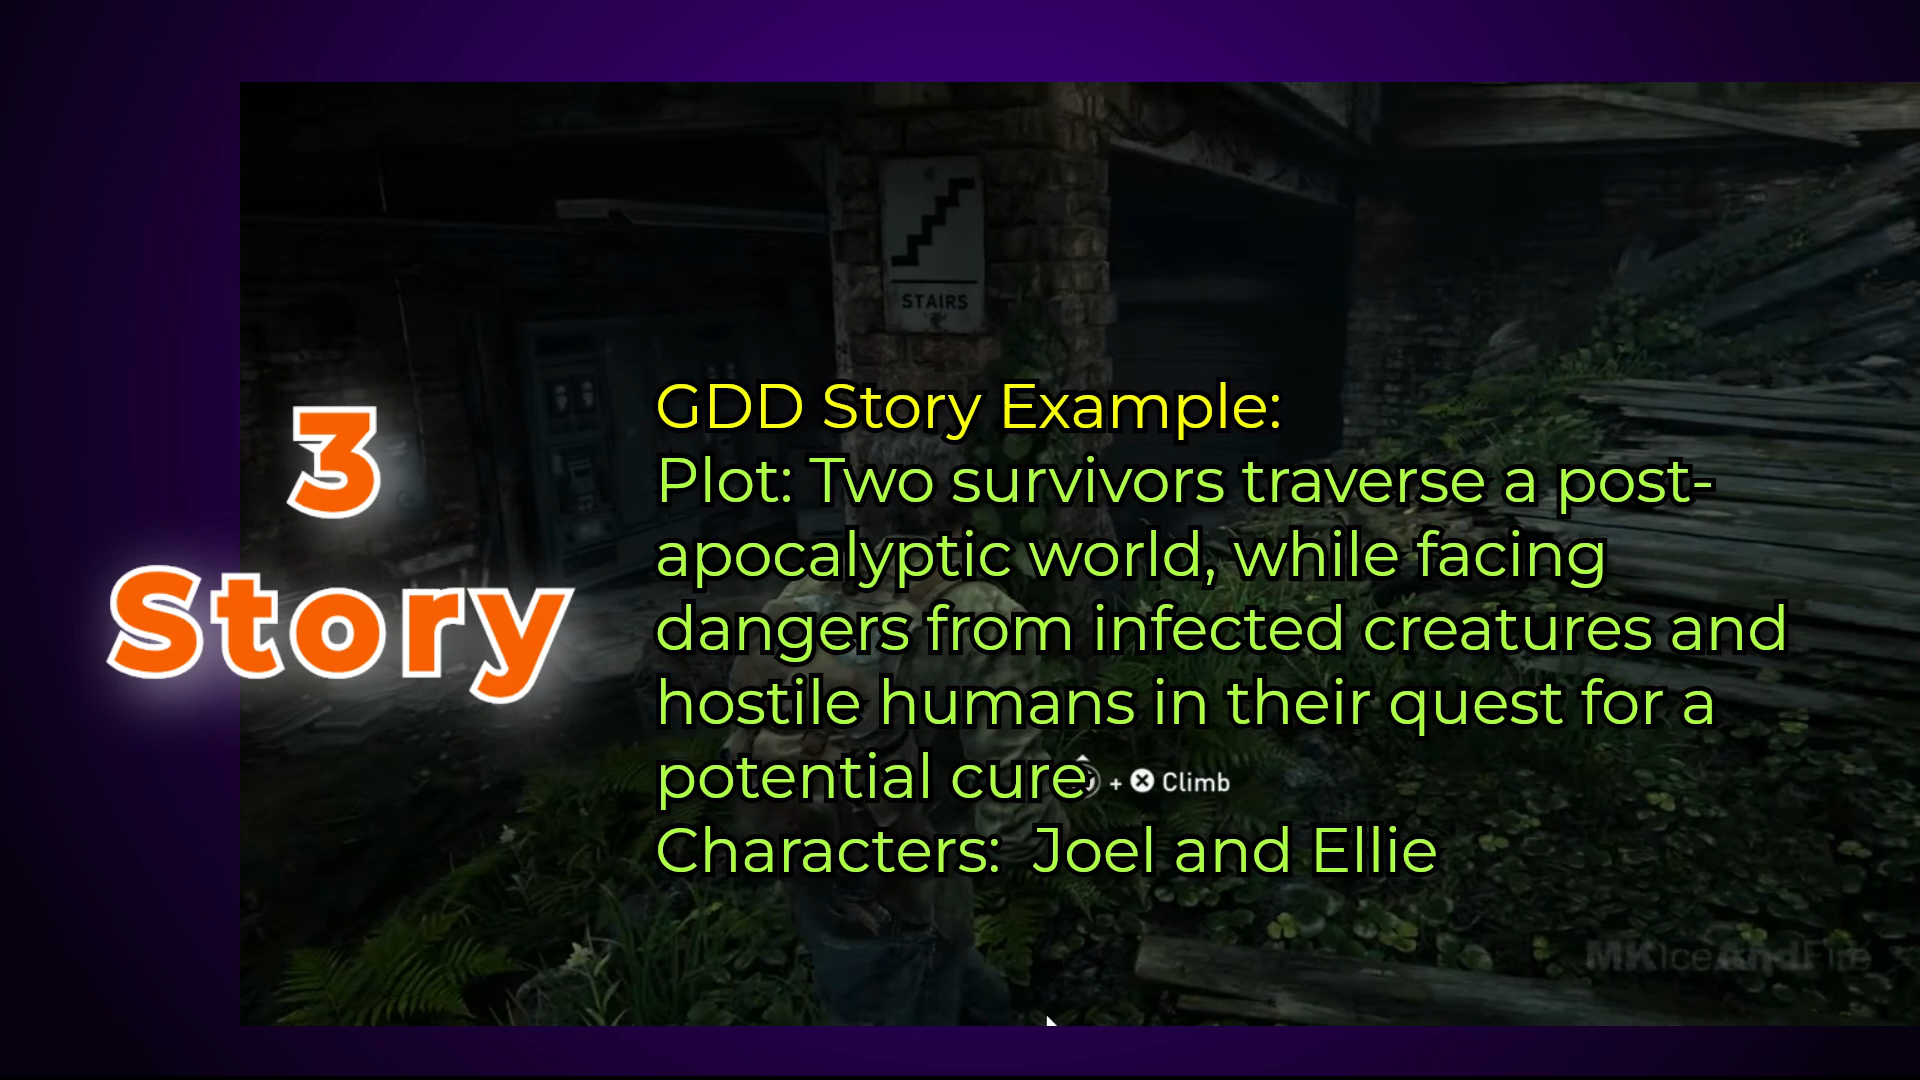 STAIRS
3
Story
GDD Story Example:
Plot: Two survivors traverse a post-
apocalyptic world, while facing
dangers from infected creatures and
hostile humans in their quest for a
potential cure
+ Climb
Characters: Joel and Ellie
MKIceAndFire